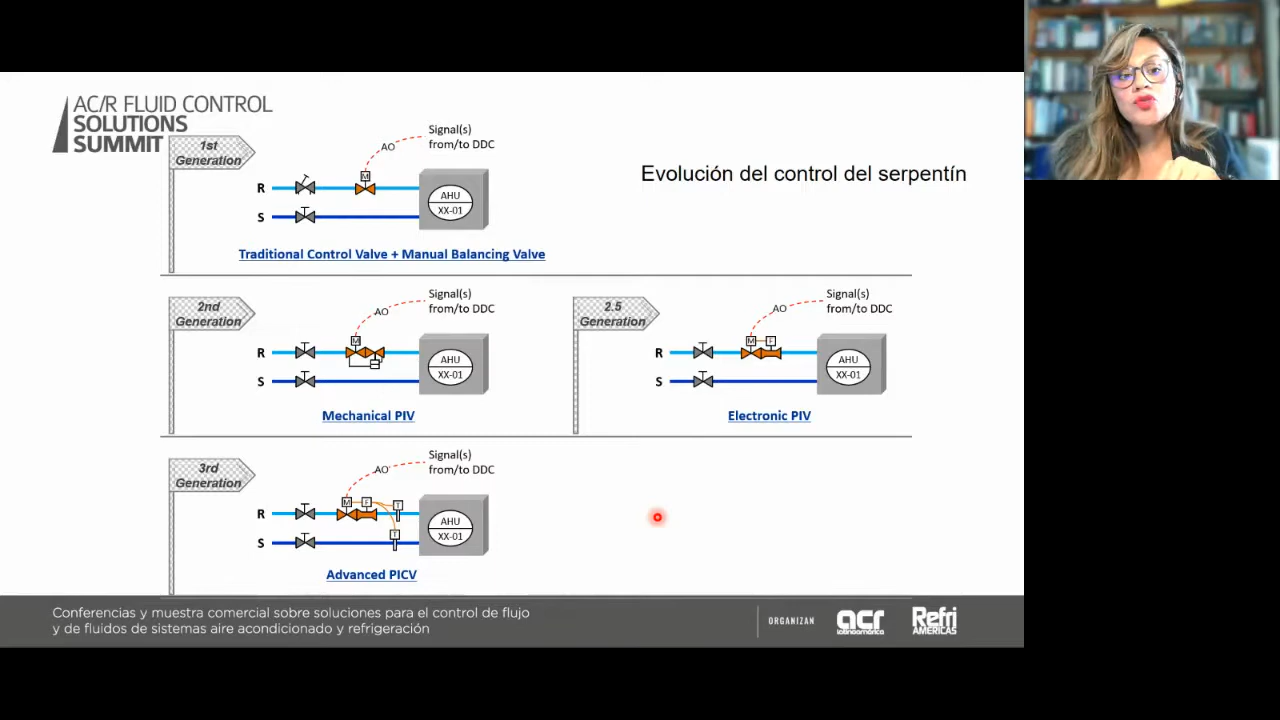 AC/R FLUID CONTROL
SOLUTIONS
SUMMIT
Evolución del control del serpentín
1st
Generation
Signal(s)
from/to DDC
AO
M
R
S
AHU
XX-01
Traditional Control Valve + Manual Balancing Valve
2nd
Generation
Signal(s)
from/to DDC
AO
M
R
S
AHU
XX-01
Mechanical PIV
2.5
Generation
Signal(s)
from/to DDC
AO
M
F
R
S
AHU
XX-01
Electronic PIV
3rd
Generation
Signal(s)
from/to DDC
AO
M
F
T
R
T
S
AHU
XX-01
Advanced PICV
Conferencias y muestra comercial sobre soluciones para el control de flujo
y de fluidos de sistemas aire acondicionado y refrigeración
ORGANIZAN
acr
latinoamérica
Refri
AMÉRICAS